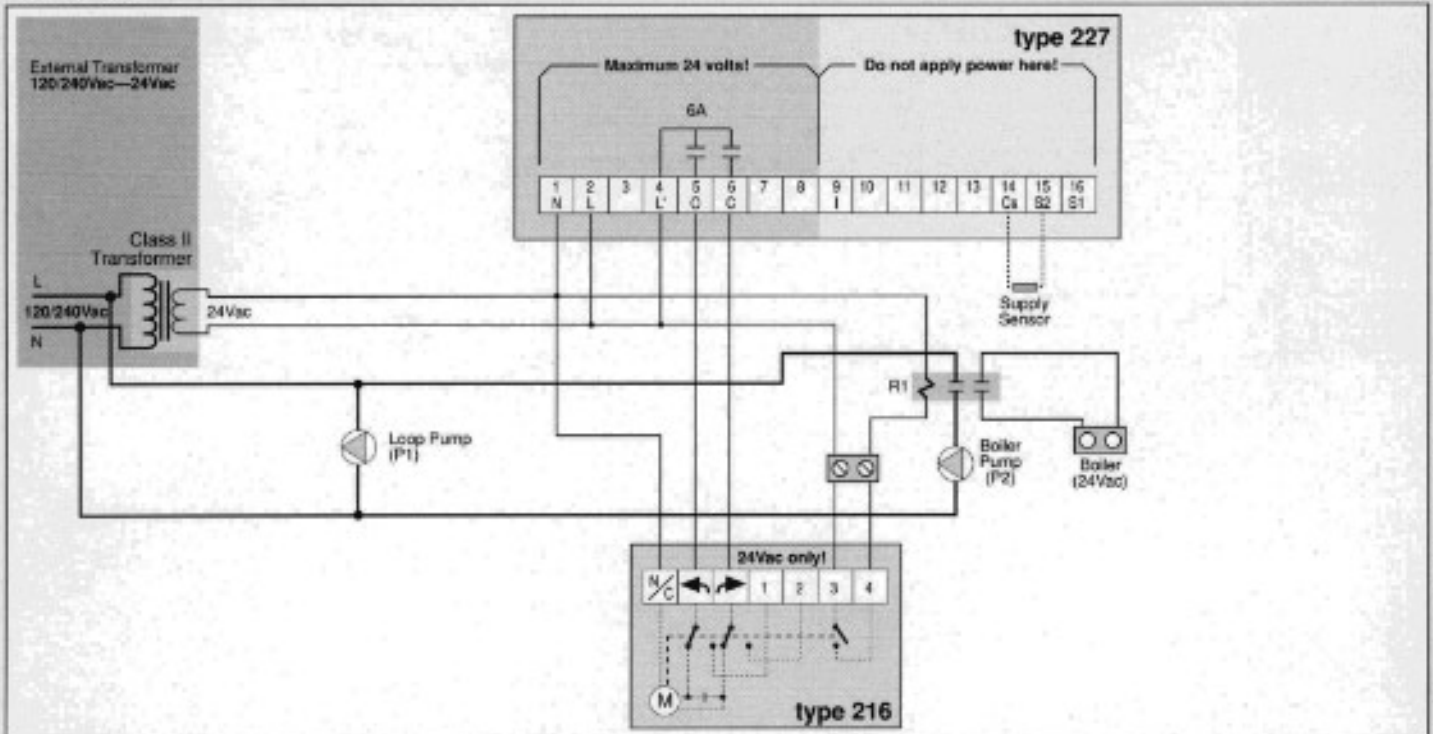 type 227
External Transformer
120/240Vac—24Vac
Maximum 24 volts!
Do not apply power here!
6A
1 2 3 4 5 6 7 8 9 10 11 12 13 14 15 16
N L L' O C I Cs S2 S1
Class II
Transformer
L
120/240Vac
N
24Vac
Supply
Sensor
R1
Loop Pump
(P1)
Boiler
Pump
(P2)
Boiler
(24Vac)
24Vac only!
N/C 1 2 3 4
M
type 216